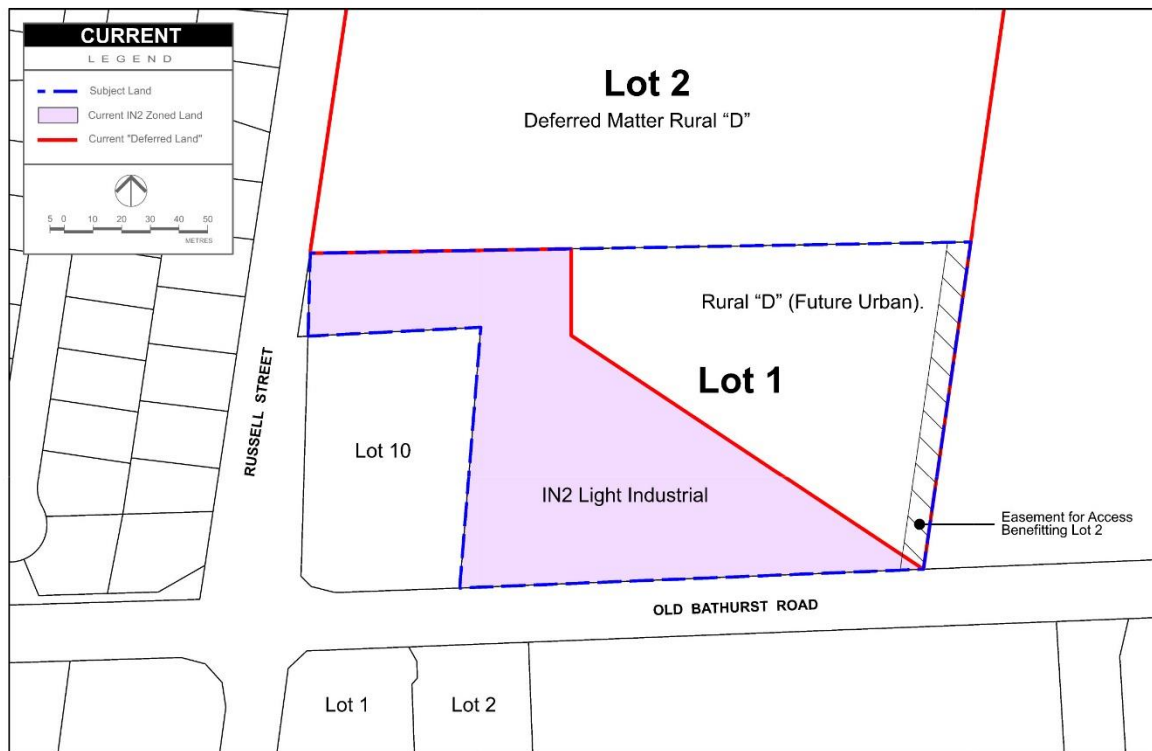 CURRENT
LEGEND
Subject Land
Current IN2 Zoned Land
Current "Deferred Land"
5 0 10 20 30 40 50
METRES
Lot 2
Deferred Matter Rural “D”
Rural “D” (Future Urban).
Lot 1
RUSSELL STREET
Lot 10
IN2 Light Industrial
Easement for Access
Benefitting Lot 2
OLD BATHURST ROAD
Lot 1
Lot 2